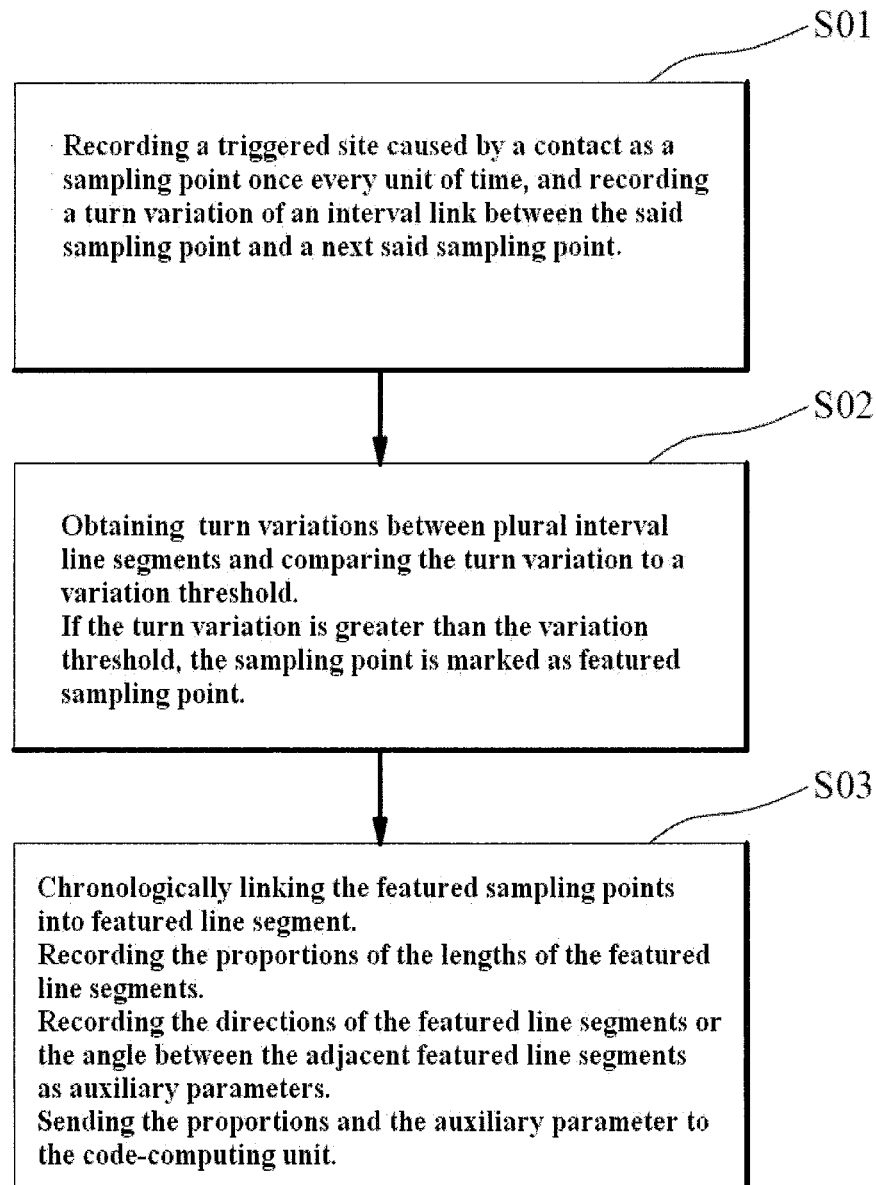 S01
Recording a triggered site caused by a contact as a
sampling point once every unit of time, and recording
a turn variation of an interval link between the said
sampling point and a next said sampling point.
S02
Obtaining turn variations between plural interval
line segments and comparing the turn variation to a
variation threshold.
If the turn variation is greater than the variation
threshold, the sampling point is marked as featured
sampling point.
S03
Chronologically linking the featured sampling points
into featured line segment.
Recording the proportions of the lengths of the featured
line segments.
Recording the directions of the featured line segments or
the angle between the adjacent featured line segments
as auxiliary parameters.
Sending the proportions and the auxiliary parameter to
the code-computing unit.